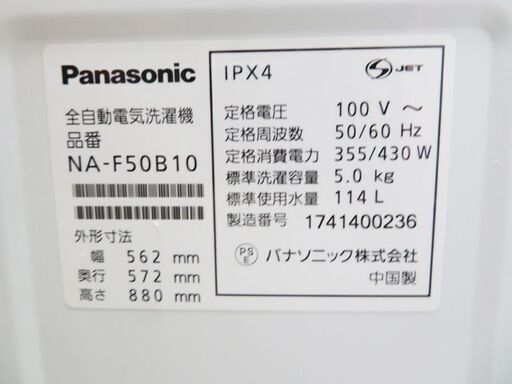 Panasonic
全自動電気洗濯機
品番
NA-F50B10
外形寸法
幅 562 mm
奥行 572 mm
高さ 880 mm
IPX4
S JET
定格電圧 100 V ～
定格周波数 50/60 Hz
定格消費電力 355/430 W
標準洗濯容量 5.0 kg
標準使用水量 114 L
製造番号 1741400236
PSE パナソニック株式会社
中国製